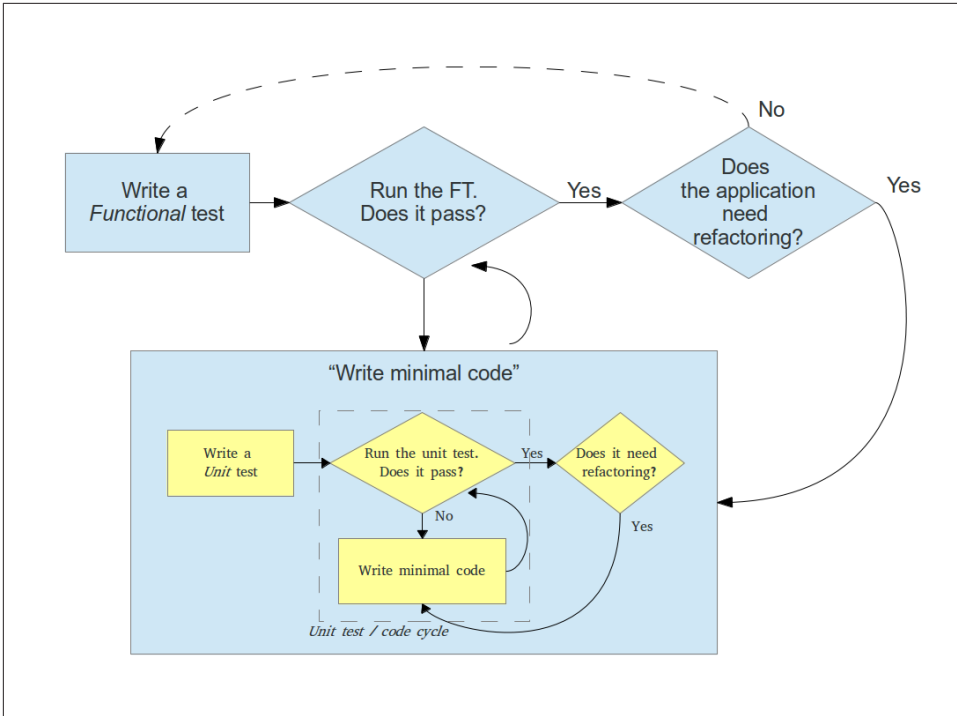 No
Write a
Functional test
Run the FT.
Does it pass?
Yes
Does
the application
need
refactoring?
Yes
“Write minimal code”
Write a
Unit test
Run the unit test.
Does it pass?
Yes
Does it need
refactoring?
No
Yes
Write minimal code
Unit test / code cycle